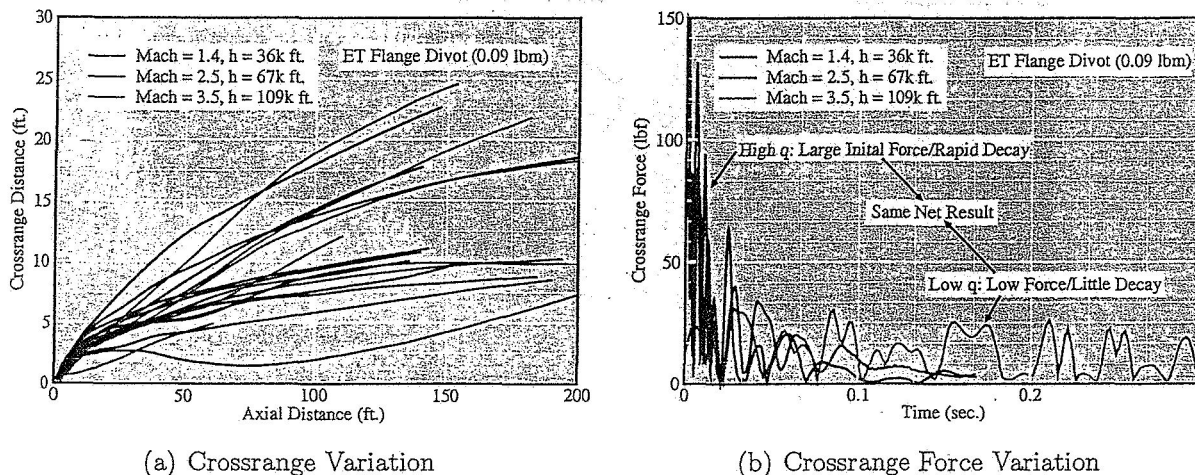 30
25
20
15
10
5
0
Crossrange Distance (ft.)
Mach = 1.4, h = 36k ft.
Mach = 2.5, h = 67k ft.
Mach = 3.5, h = 109k ft.
ET Flange Divot (0.09 lbm)
0 50 100 150 200
Axial Distance (ft.)
(a) Crossrange Variation
150
100
50
0
Crossrange Force (lbf)
Mach = 1.4, h = 36k ft.
Mach = 2.5, h = 67k ft.
Mach = 3.5, h = 109k ft.
ET Flange Divot (0.09 lbm)
High q: Large Inital Force/Rapid Decay
Same Net Result
Low q: Low Force/Little Decay
0 0.1 0.2
Time (sec.)
(b) Crossrange Force Variation